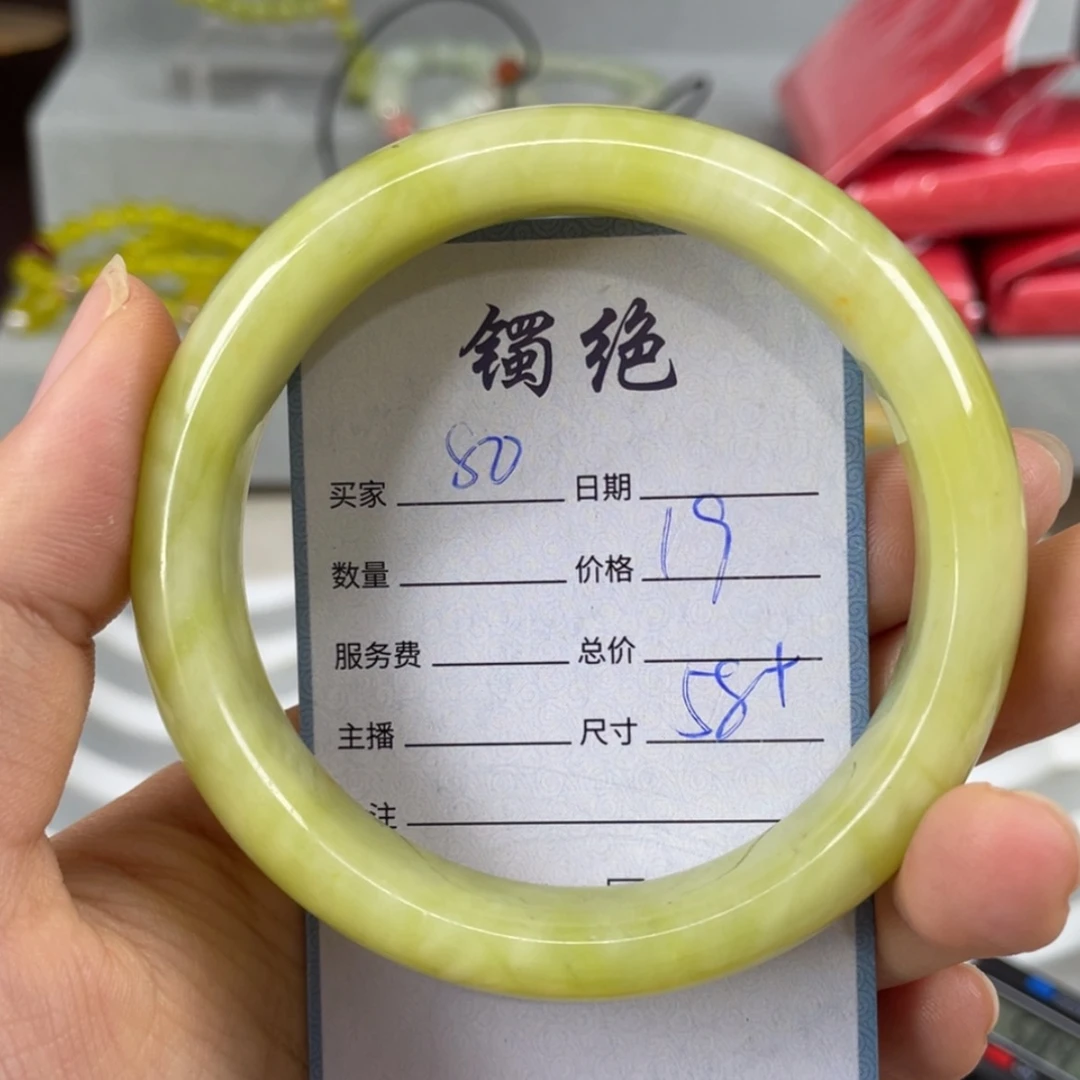 镯绝
买家 80 日期
数量 价格 19
服务费 总价
主播 尺寸 58+
注